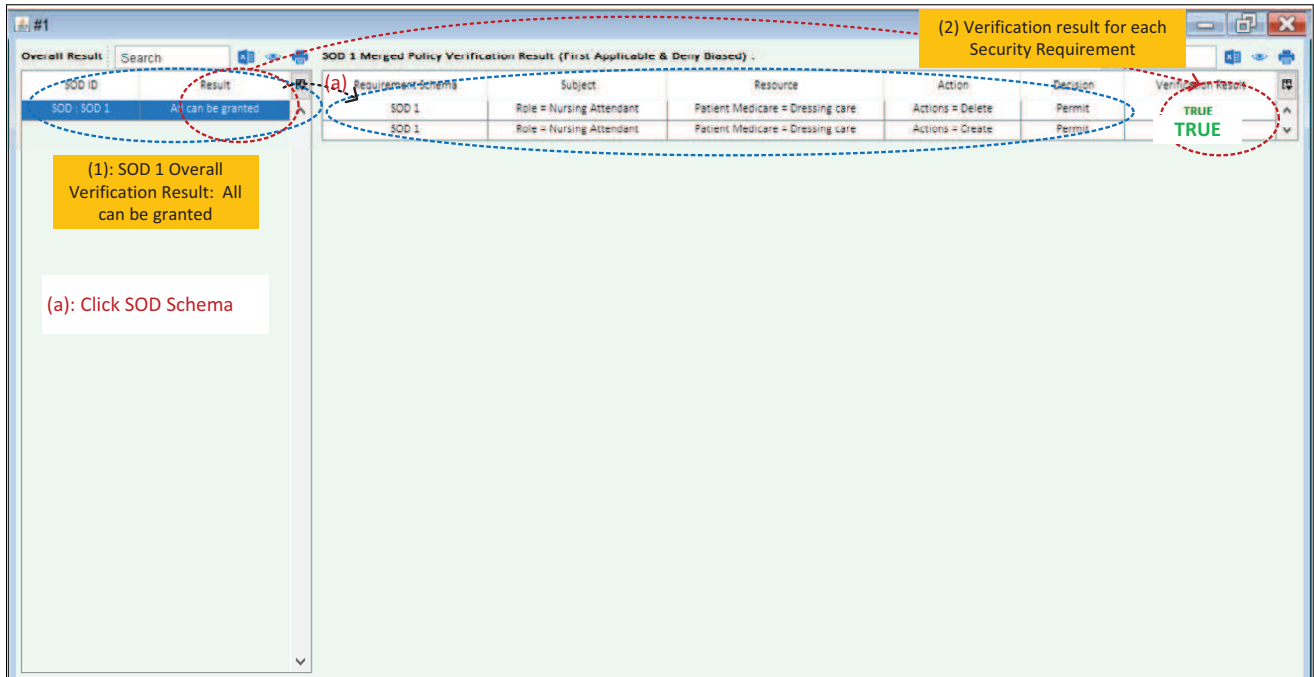 #1
(2) Verification result for each
Security Requirement
Overall Result Search SOD 1 Merged Policy Verification Result (First Applicable & Deny Biased) :
SOD ID Result (a) Requirement Schema Subject Resource Action Decision Verification Result
SOD : SOD 1 All can be granted SOD 1 Role = Nursing Attendant Patient Medicare = Dressing care Actions = Delete Permit TRUE
SOD 1 Role = Nursing Attendant Patient Medicare = Dressing care Actions = Create Permit TRUE
(1): SOD 1 Overall
Verification Result: All
can be granted
(a): Click SOD Schema